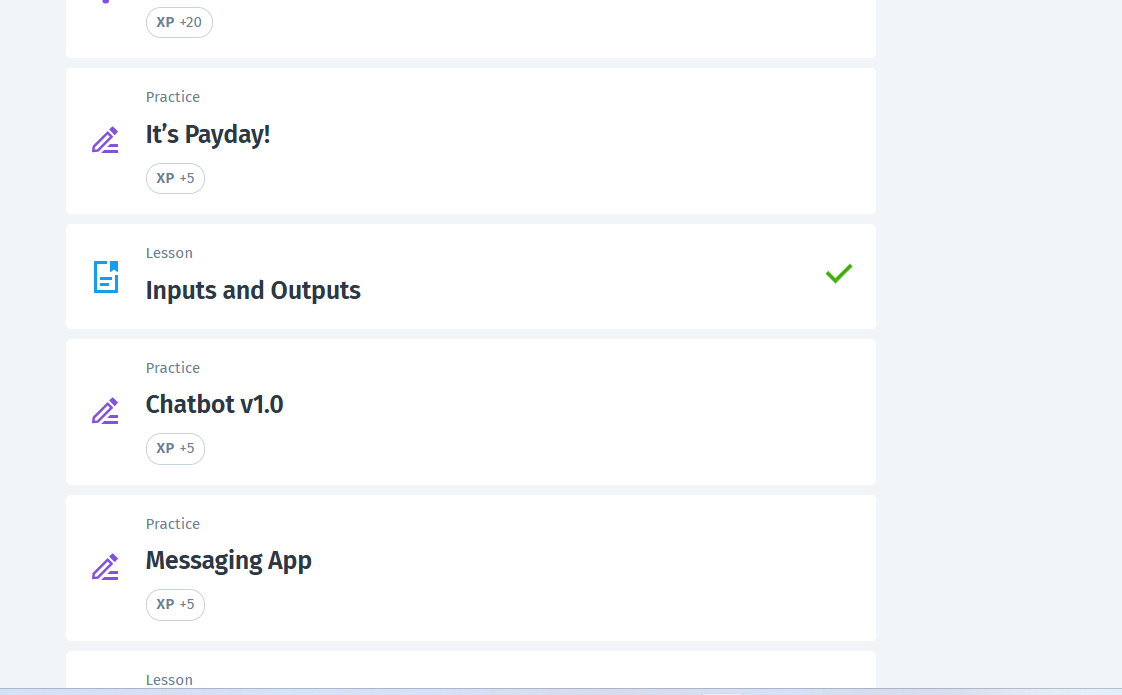 XP +20
Practice
It’s Payday!
XP +5
Lesson
Inputs and Outputs
Practice
Chatbot v1.0
XP +5
Practice
Messaging App
XP +5
Lesson